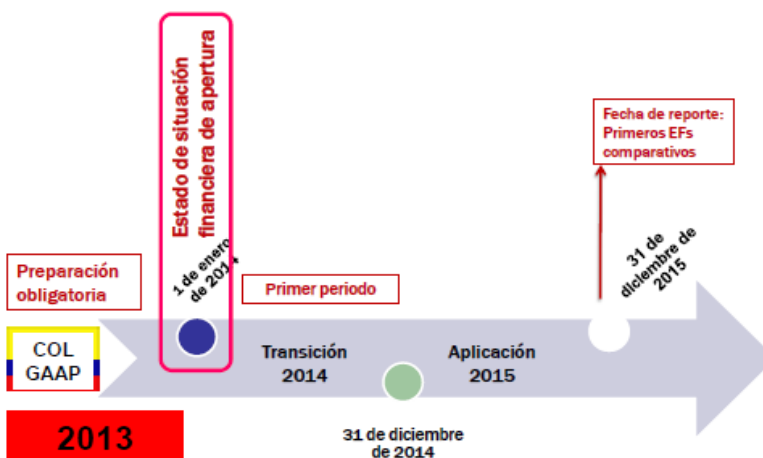 Estado de situación
financiera de apertura
1 de enero
de 2014
Fecha de reporte:
Primeros EFs
comparativos
31 de
diciembre de
2015
Preparación
obligatoria
Primer periodo
COL
GAAP
Transición
2014
Aplicación
2015
2013
31 de diciembre
de 2014